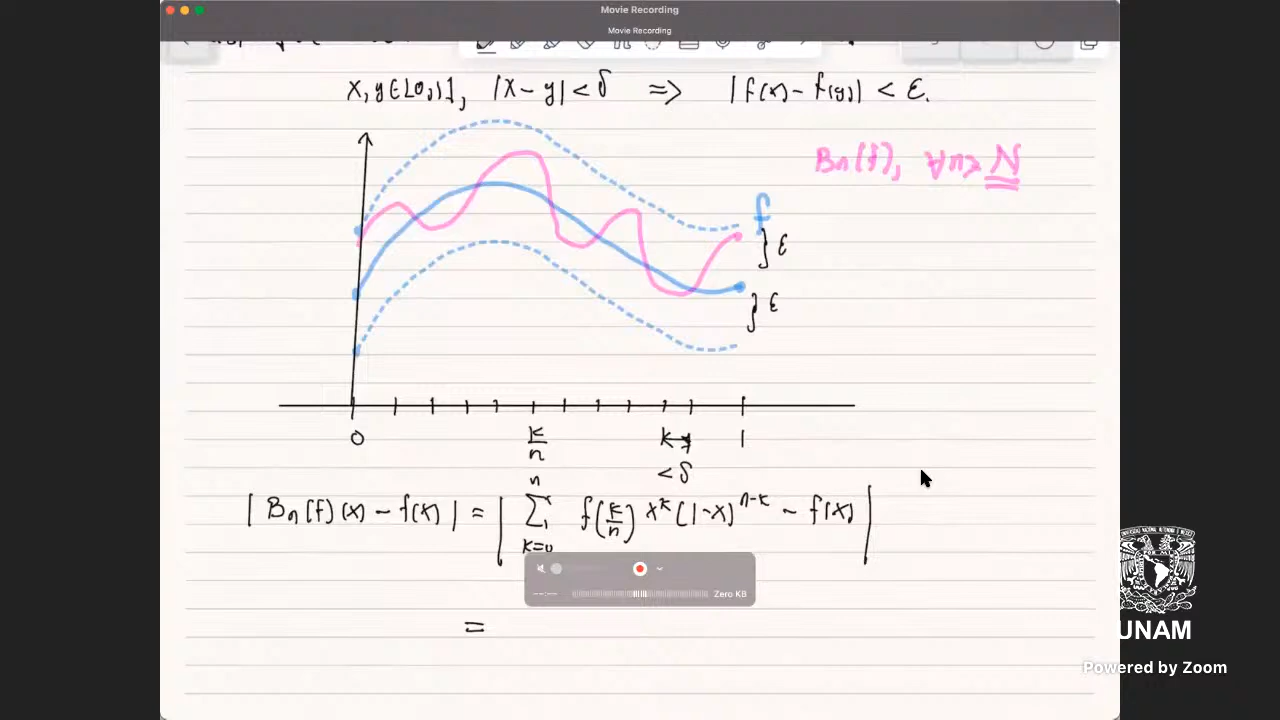 Movie Recording
Movie Recording
x, y ∈ [0,1], |x − y| < δ ⟹ |f(x) − f(y)| < ε.
Bn(f), ∀n ≥ N
f
} ε
} ε
0 k/n 1
< δ
| Bn(f)(x) − f(x) | = | ∑_{k=0}^{n} f(k/n) x^k (1−x)^{n−k} − f(x) |
--:-- Zero KB
=
UNAM
Powered by Zoom